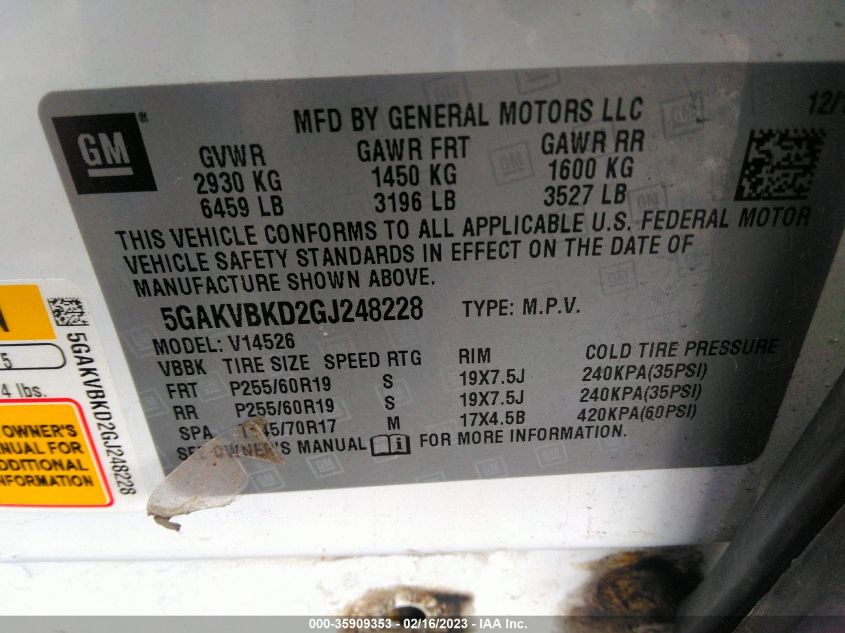 GM
MFD BY GENERAL MOTORS LLC
GVWR GAWR FRT GAWR RR
2930 KG 1450 KG 1600 KG
6459 LB 3196 LB 3527 LB
THIS VEHICLE CONFORMS TO ALL APPLICABLE U.S. FEDERAL MOTOR
VEHICLE SAFETY STANDARDS IN EFFECT ON THE DATE OF
MANUFACTURE SHOWN ABOVE.
5GAKVBKD2GJ248228 TYPE: M.P.V.
MODEL: V14526
VBBK TIRE SIZE SPEED RTG RIM COLD TIRE PRESSURE
FRT P255/60R19 S 19X7.5J 240KPA(35PSI)
RR P255/60R19 S 19X7.5J 240KPA(35PSI)
SPA M 17X4.5B 420KPA(60PSI)
SEE OWNER'S MANUAL FOR MORE INFORMATION.
5GAKVBKD2GJ248228
5
4 lbs.
OWNER'S
FOR
INFORMATION
000-35909353 - 02/16/2023 - IAA Inc.